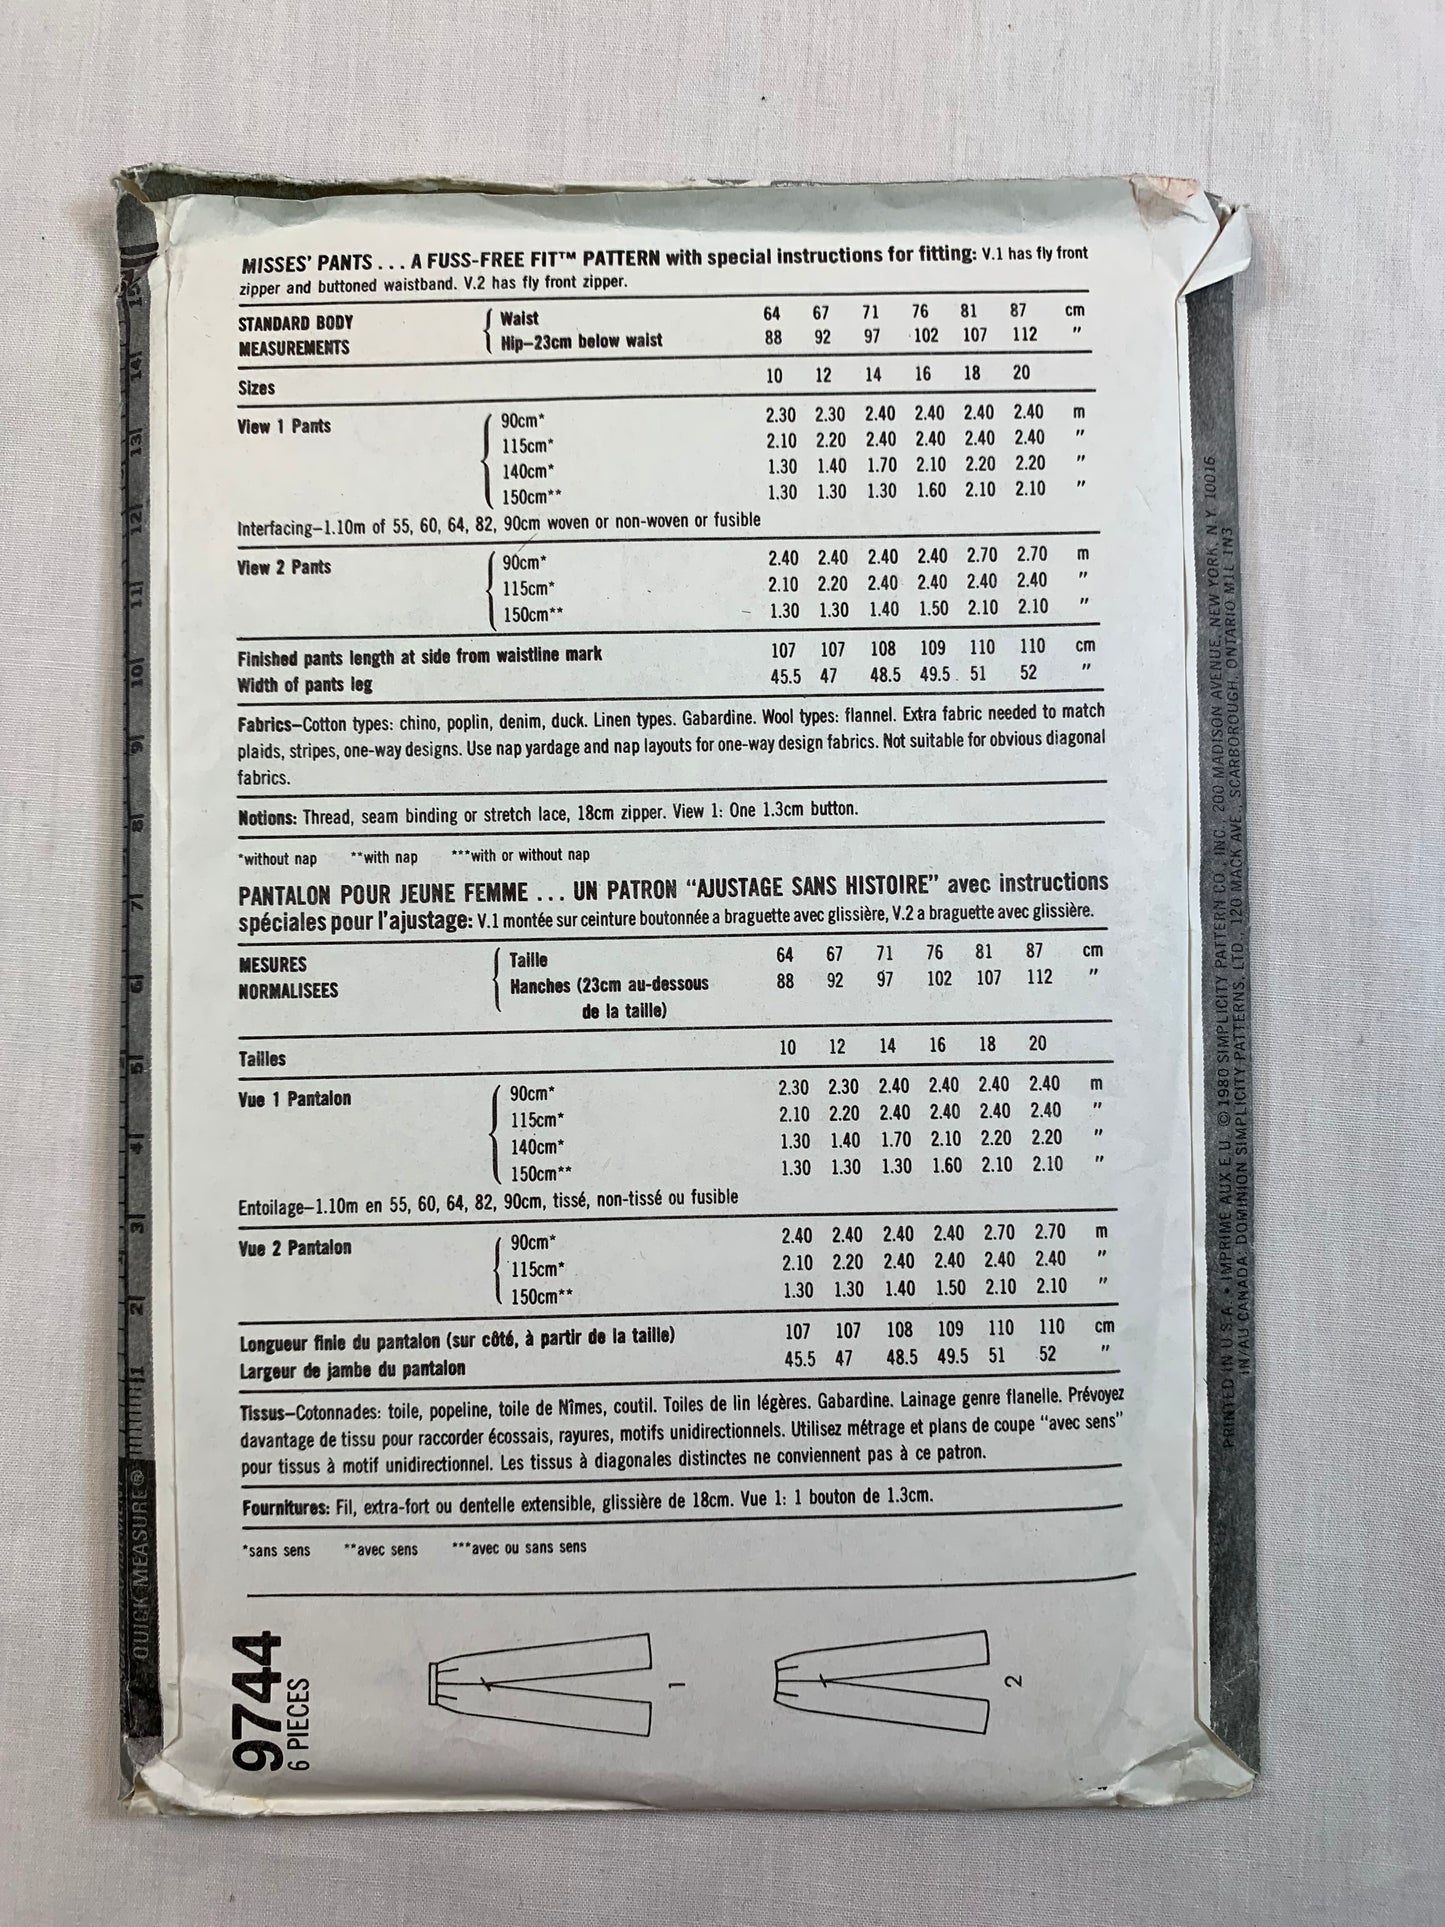 MISSES' PANTS . . . A FUSS-FREE FIT™ PATTERN with special instructions for fitting: V.1 has fly front
zipper and buttoned waistband. V.2 has fly front zipper.
STANDARD BODY MEASUREMENTS
Waist 64 67 71 76 81 87 cm
Hip–23cm below waist 88 92 97 102 107 112 "
Sizes 10 12 14 16 18 20
View 1 Pants 90cm* 2.30 2.30 2.40 2.40 2.40 2.40 m
115cm* 2.10 2.20 2.40 2.40 2.40 2.40 "
140cm* 1.30 1.40 1.70 2.10 2.20 2.20 "
150cm** 1.30 1.30 1.30 1.60 2.10 2.10 "
Interfacing–1.10m of 55, 60, 64, 82, 90cm woven or non-woven or fusible
View 2 Pants 90cm* 2.40 2.40 2.40 2.40 2.70 2.70 m
115cm* 2.10 2.20 2.40 2.40 2.40 2.40 "
150cm** 1.30 1.30 1.40 1.50 2.10 2.10 "
Finished pants length at side from waistline mark 107 107 108 109 110 110 cm
Width of pants leg 45.5 47 48.5 49.5 51 52 "
Fabrics–Cotton types: chino, poplin, denim, duck. Linen types. Gabardine. Wool types: flannel. Extra fabric needed to match
plaids, stripes, one-way designs. Use nap yardage and nap layouts for one-way design fabrics. Not suitable for obvious diagonal
fabrics.
Notions: Thread, seam binding or stretch lace, 18cm zipper. View 1: One 1.3cm button.
*without nap **with nap ***with or without nap
PANTALON POUR JEUNE FEMME . . . UN PATRON "AJUSTAGE SANS HISTOIRE" avec instructions
spéciales pour l'ajustage: V.1 montée sur ceinture boutonnée a braguette avec glissière, V.2 a braguette avec glissière.
MESURES NORMALISEES
Taille 64 67 71 76 81 87 cm
Hanches (23cm au-dessous 88 92 97 102 107 112 "
de la taille)
Tailles 10 12 14 16 18 20
Vue 1 Pantalon 90cm* 2.30 2.30 2.40 2.40 2.40 2.40 m
115cm* 2.10 2.20 2.40 2.40 2.40 2.40 "
140cm* 1.30 1.40 1.70 2.10 2.20 2.20 "
150cm** 1.30 1.30 1.30 1.60 2.10 2.10 "
Entoilage–1.10m en 55, 60, 64, 82, 90cm, tissé, non-tissé ou fusible
Vue 2 Pantalon 90cm* 2.40 2.40 2.40 2.40 2.70 2.70 m
115cm* 2.10 2.20 2.40 2.40 2.40 2.40 "
150cm** 1.30 1.30 1.40 1.50 2.10 2.10 "
Longueur finie du pantalon (sur côté, à partir de la taille) 107 107 108 109 110 110 cm
Largeur de jambe du pantalon 45.5 47 48.5 49.5 51 52 "
Tissus–Cotonnades: toile, popeline, toile de Nîmes, coutil. Toiles de lin légères. Gabardine. Lainage genre flanelle. Prévoyez
davantage de tissu pour raccorder écossais, rayures, motifs unidirectionnels. Utilisez métrage et plans de coupe "avec sens"
pour tissus à motif unidirectionnel. Les tissus à diagonales distinctes ne conviennent pas à ce patron.
Fournitures: Fil, extra-fort ou dentelle extensible, glissière de 18cm. Vue 1: 1 bouton de 1.3cm.
*sans sens **avec sens ***avec ou sans sens
9744
6 PIECES
1
2
QUICK MEASURE®
1 2 3 4 5 6 7 8 9 10 11 12 13 14 15
PRINTED IN U.S.A. • IMPRIME AUX E.U. © 1980 SIMPLICITY PATTERN CO., INC., 200 MADISON AVENUE, NEW YORK, N.Y. 10016
IN/AU CANADA: DOMINION SIMPLICITY PATTERNS, LTD., 120 MACK AVE., SCARBOROUGH, ONTARIO M1L 1N3